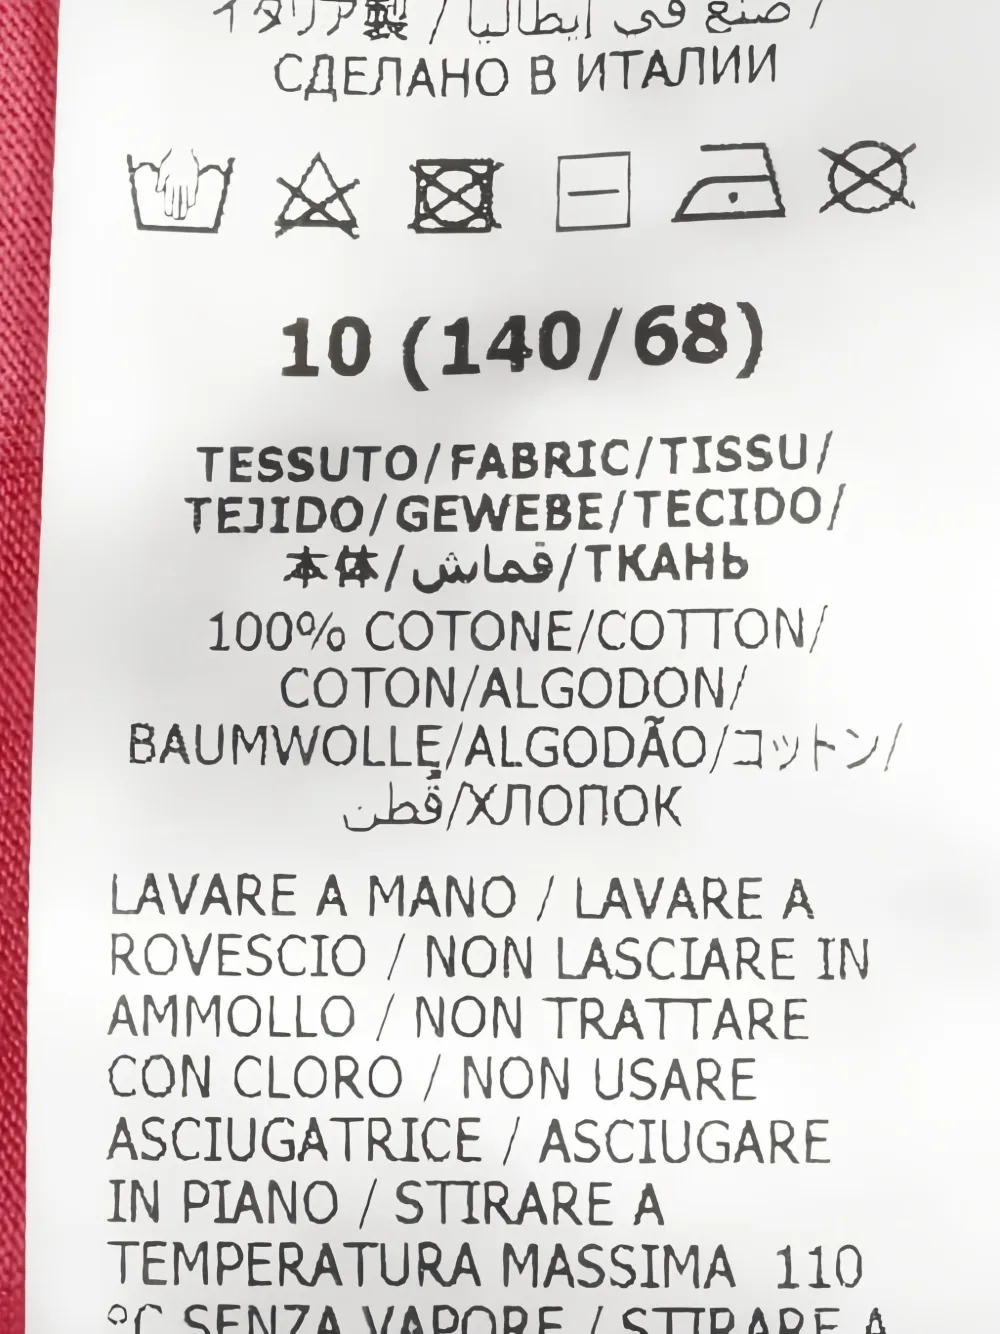 イタリア製 / صنع في إيطاليا /
СДЕЛАНО В ИТАЛИИ
10 (140/68)
TESSUTO/FABRIC/TISSU/
TEJIDO/GEWEBE/TECIDO/
本体/قماش/ТКАНЬ
100% COTONE/COTTON/
COTON/ALGODON/
BAUMWOLLE/ALGODÃO/コットン/
قطن/ХЛОПОК
LAVARE A MANO / LAVARE A
ROVESCIO / NON LASCIARE IN
AMMOLLO / NON TRATTARE
CON CLORO / NON USARE
ASCIUGATRICE / ASCIUGARE
IN PIANO / STIRARE A
TEMPERATURA MASSIMA 110
°C SENZA VAPORE / STIRARE A